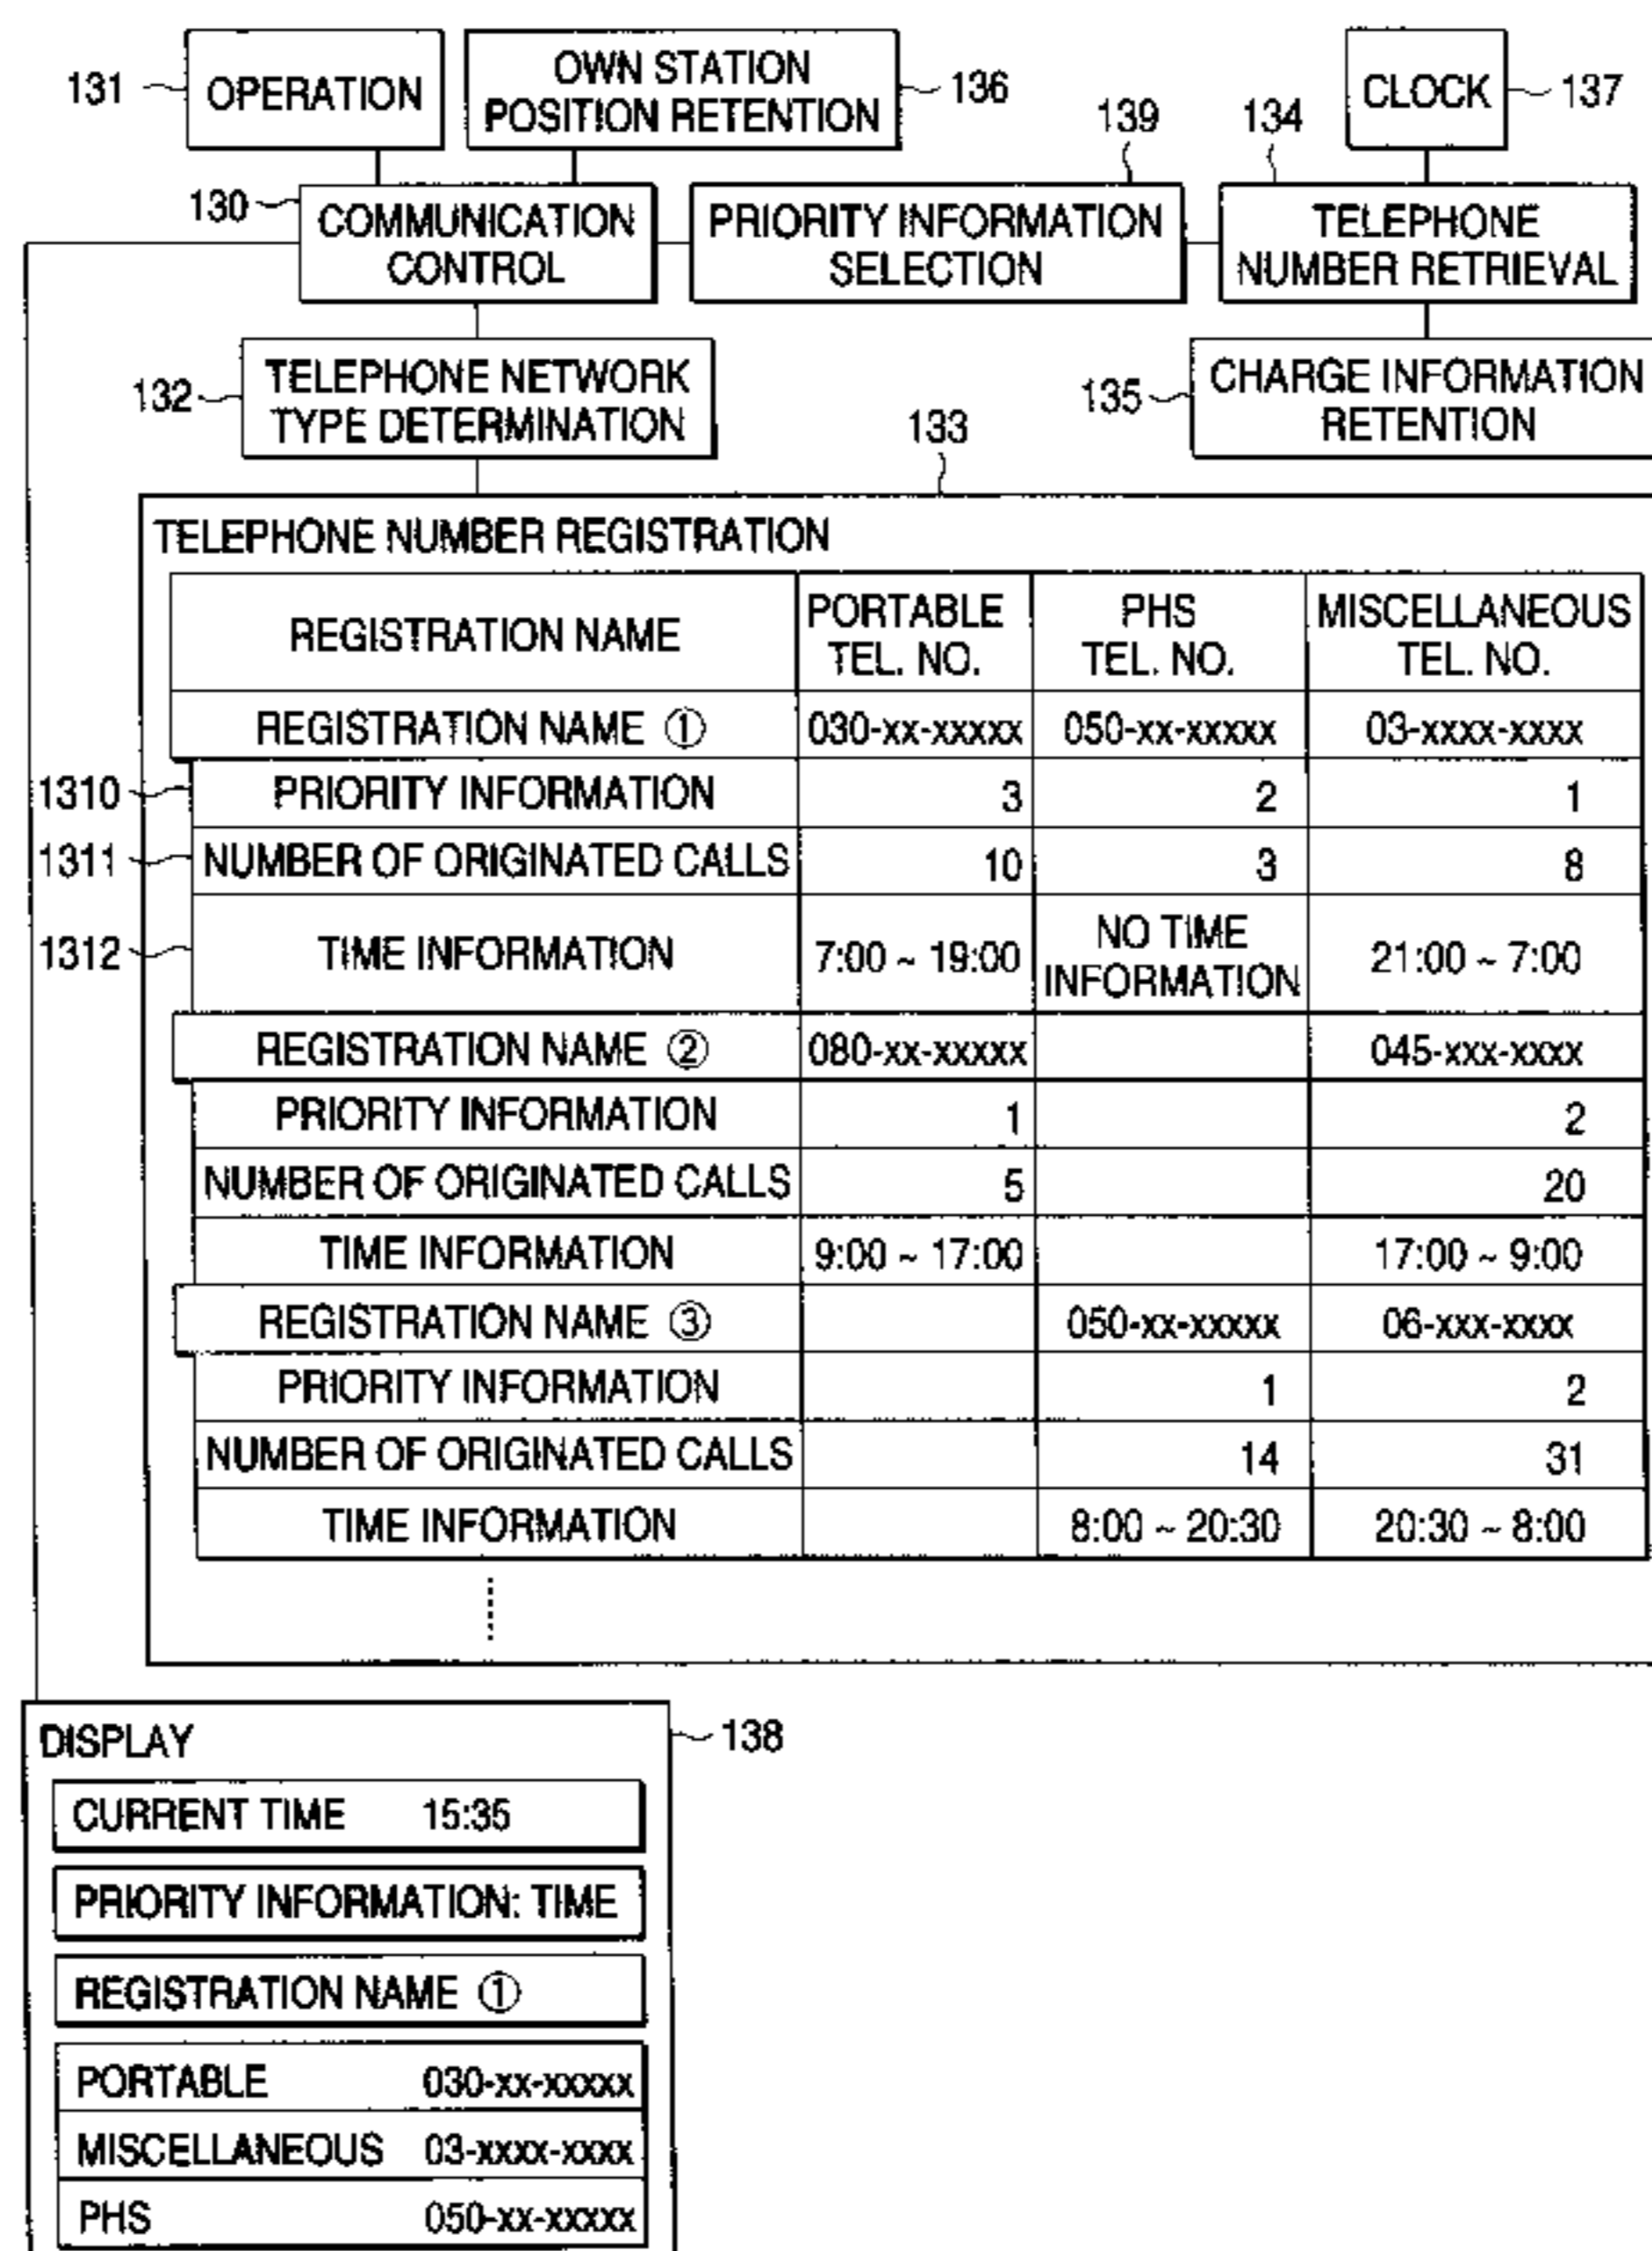 131 OPERATION OWN STATION POSITION RETENTION 136 139 134 CLOCK 137
130 COMMUNICATION CONTROL PRIORITY INFORMATION SELECTION TELEPHONE NUMBER RETRIEVAL
132 TELEPHONE NETWORK TYPE DETERMINATION 133 135 CHARGE INFORMATION RETENTION
TELEPHONE NUMBER REGISTRATION
REGISTRATION NAME PORTABLE TEL. NO. PHS TEL. NO. MISCELLANEOUS TEL. NO.
REGISTRATION NAME ① 030-xx-xxxxx 050-xx-xxxxx 03-xxxx-xxxx
1310 PRIORITY INFORMATION 3 2 1
1311 NUMBER OF ORIGINATED CALLS 10 3 8
1312 TIME INFORMATION 7:00 ~ 19:00 NO TIME INFORMATION 21:00 ~ 7:00
REGISTRATION NAME ② 080-xx-xxxxx 045-xxx-xxxx
PRIORITY INFORMATION 1 2
NUMBER OF ORIGINATED CALLS 5 20
TIME INFORMATION 9:00 ~ 17:00 17:00 ~ 9:00
REGISTRATION NAME ③ 050-xx-xxxxx 06-xxx-xxxx
PRIORITY INFORMATION 1 2
NUMBER OF ORIGINATED CALLS 14 31
TIME INFORMATION 8:00 ~ 20:30 20:30 ~ 8:00
DISPLAY 138
CURRENT TIME 15:35
PRIORITY INFORMATION: TIME
REGISTRATION NAME ①
PORTABLE 030-xx-xxxxx
MISCELLANEOUS 03-xxxx-xxxx
PHS 050-xx-xxxxx